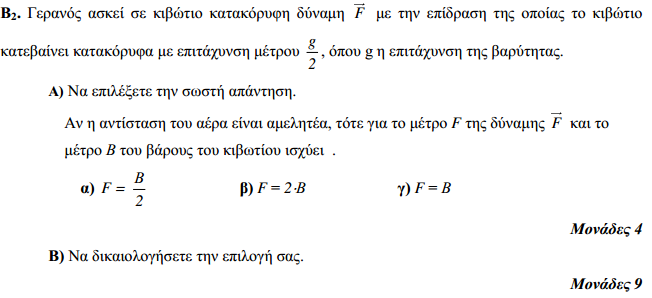 B₂. Γερανός ασκεί σε κιβώτιο κατακόρυφη δύναμη F⃗ με την επίδραση της οποίας το κιβώτιο
κατεβαίνει κατακόρυφα με επιτάχυνση μέτρου g/2, όπου g η επιτάχυνση της βαρύτητας.
Α) Να επιλέξετε την σωστή απάντηση.
Αν η αντίσταση του αέρα είναι αμελητέα, τότε για το μέτρο F της δύναμης F⃗ και το
μέτρο Β του βάρους του κιβωτίου ισχύει .
α) F = B/2 β) F = 2·B γ) F = B
Μονάδες 4
Β) Να δικαιολογήσετε την επιλογή σας.
Μονάδες 9